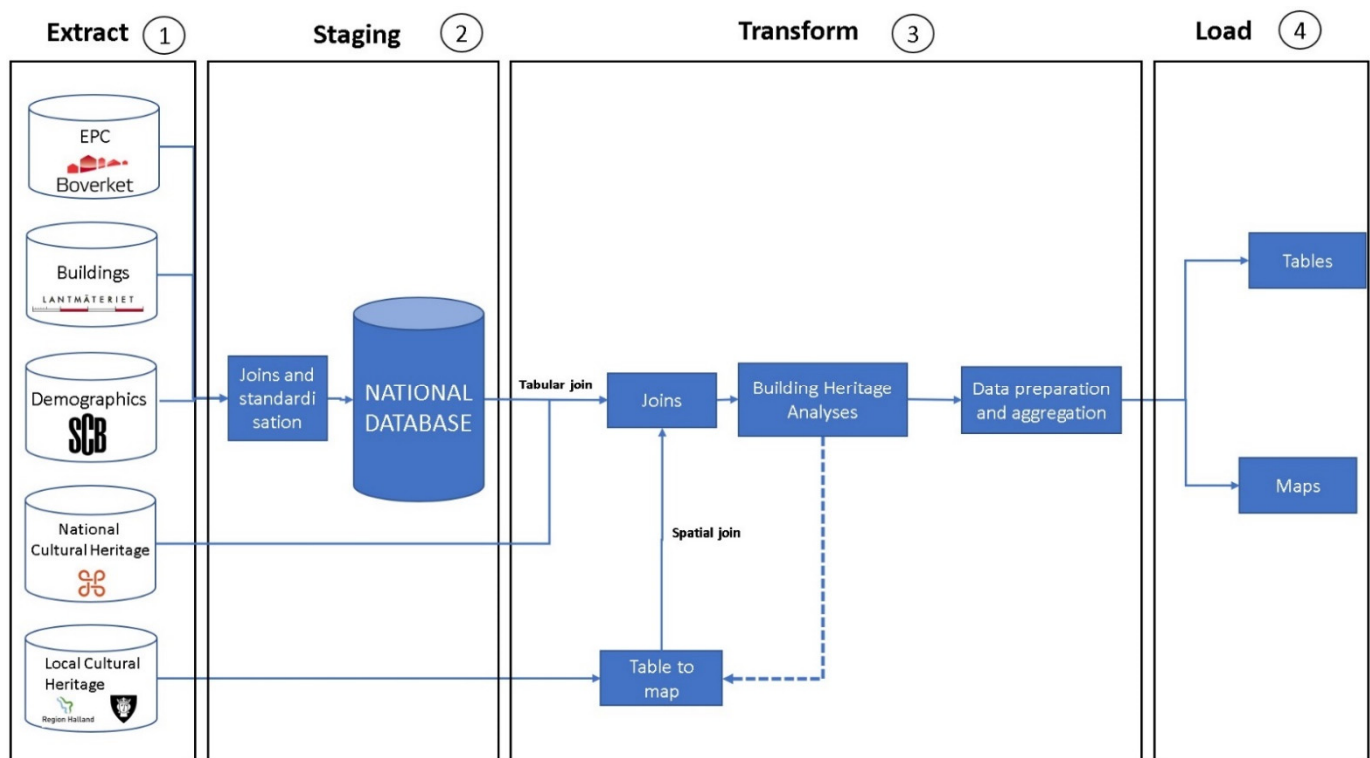 Extract 1
Staging 2
Transform 3
Load 4
EPC
Boverket
Buildings
LANTMÄTERIET
Demographics
SCB
National
Cultural Heritage
Local Cultural
Heritage
Region Halland
Joins and
standardi
sation
NATIONAL
DATABASE
Tabular join
Joins
Building Heritage
Analyses
Data preparation
and aggregation
Spatial join
Table to
map
Tables
Maps